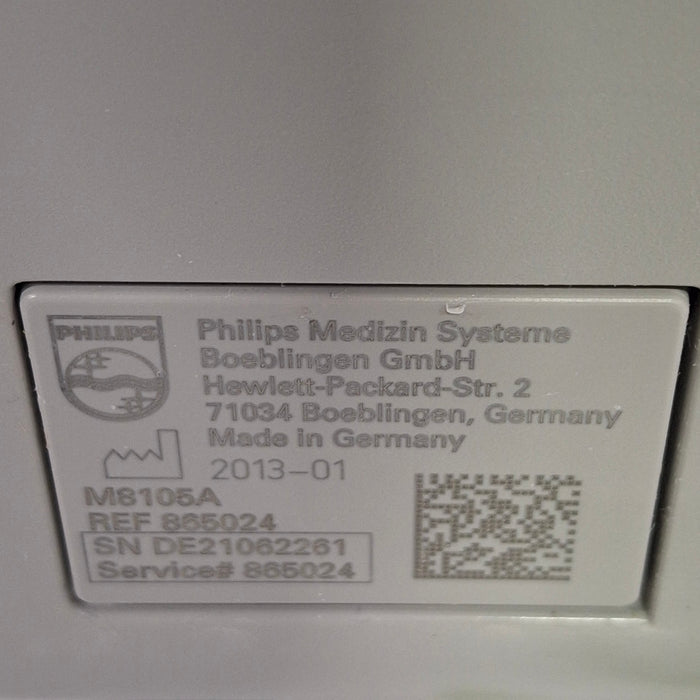 PHILIPS
Philips Medizin Systeme
Boeblingen GmbH
Hewlett-Packard-Str. 2
71034 Boeblingen, Germany
Made in Germany
2013-01
M8105A
REF 865024
SN DE21062261
Service# 865024